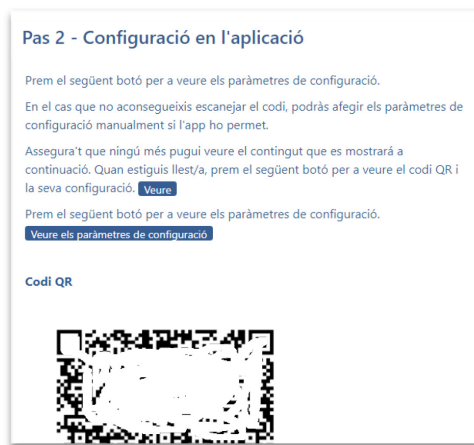 Pas 2 - Configuració en l'aplicació
Prem el següent botó per a veure els paràmetres de configuració.
En el cas que no aconsegueixis escanejar el codi, podràs afegir els paràmetres de
configuració manualment si l'app ho permet.
Assegura't que ningú més pugui veure el contingut que es mostrarà a
continuació. Quan estiguis llest/a, prem el següent botó per a veure el codi QR i
la seva configuració. Veure
Prem el següent botó per a veure els paràmetres de configuració.
Veure els paràmetres de configuració
Codi QR